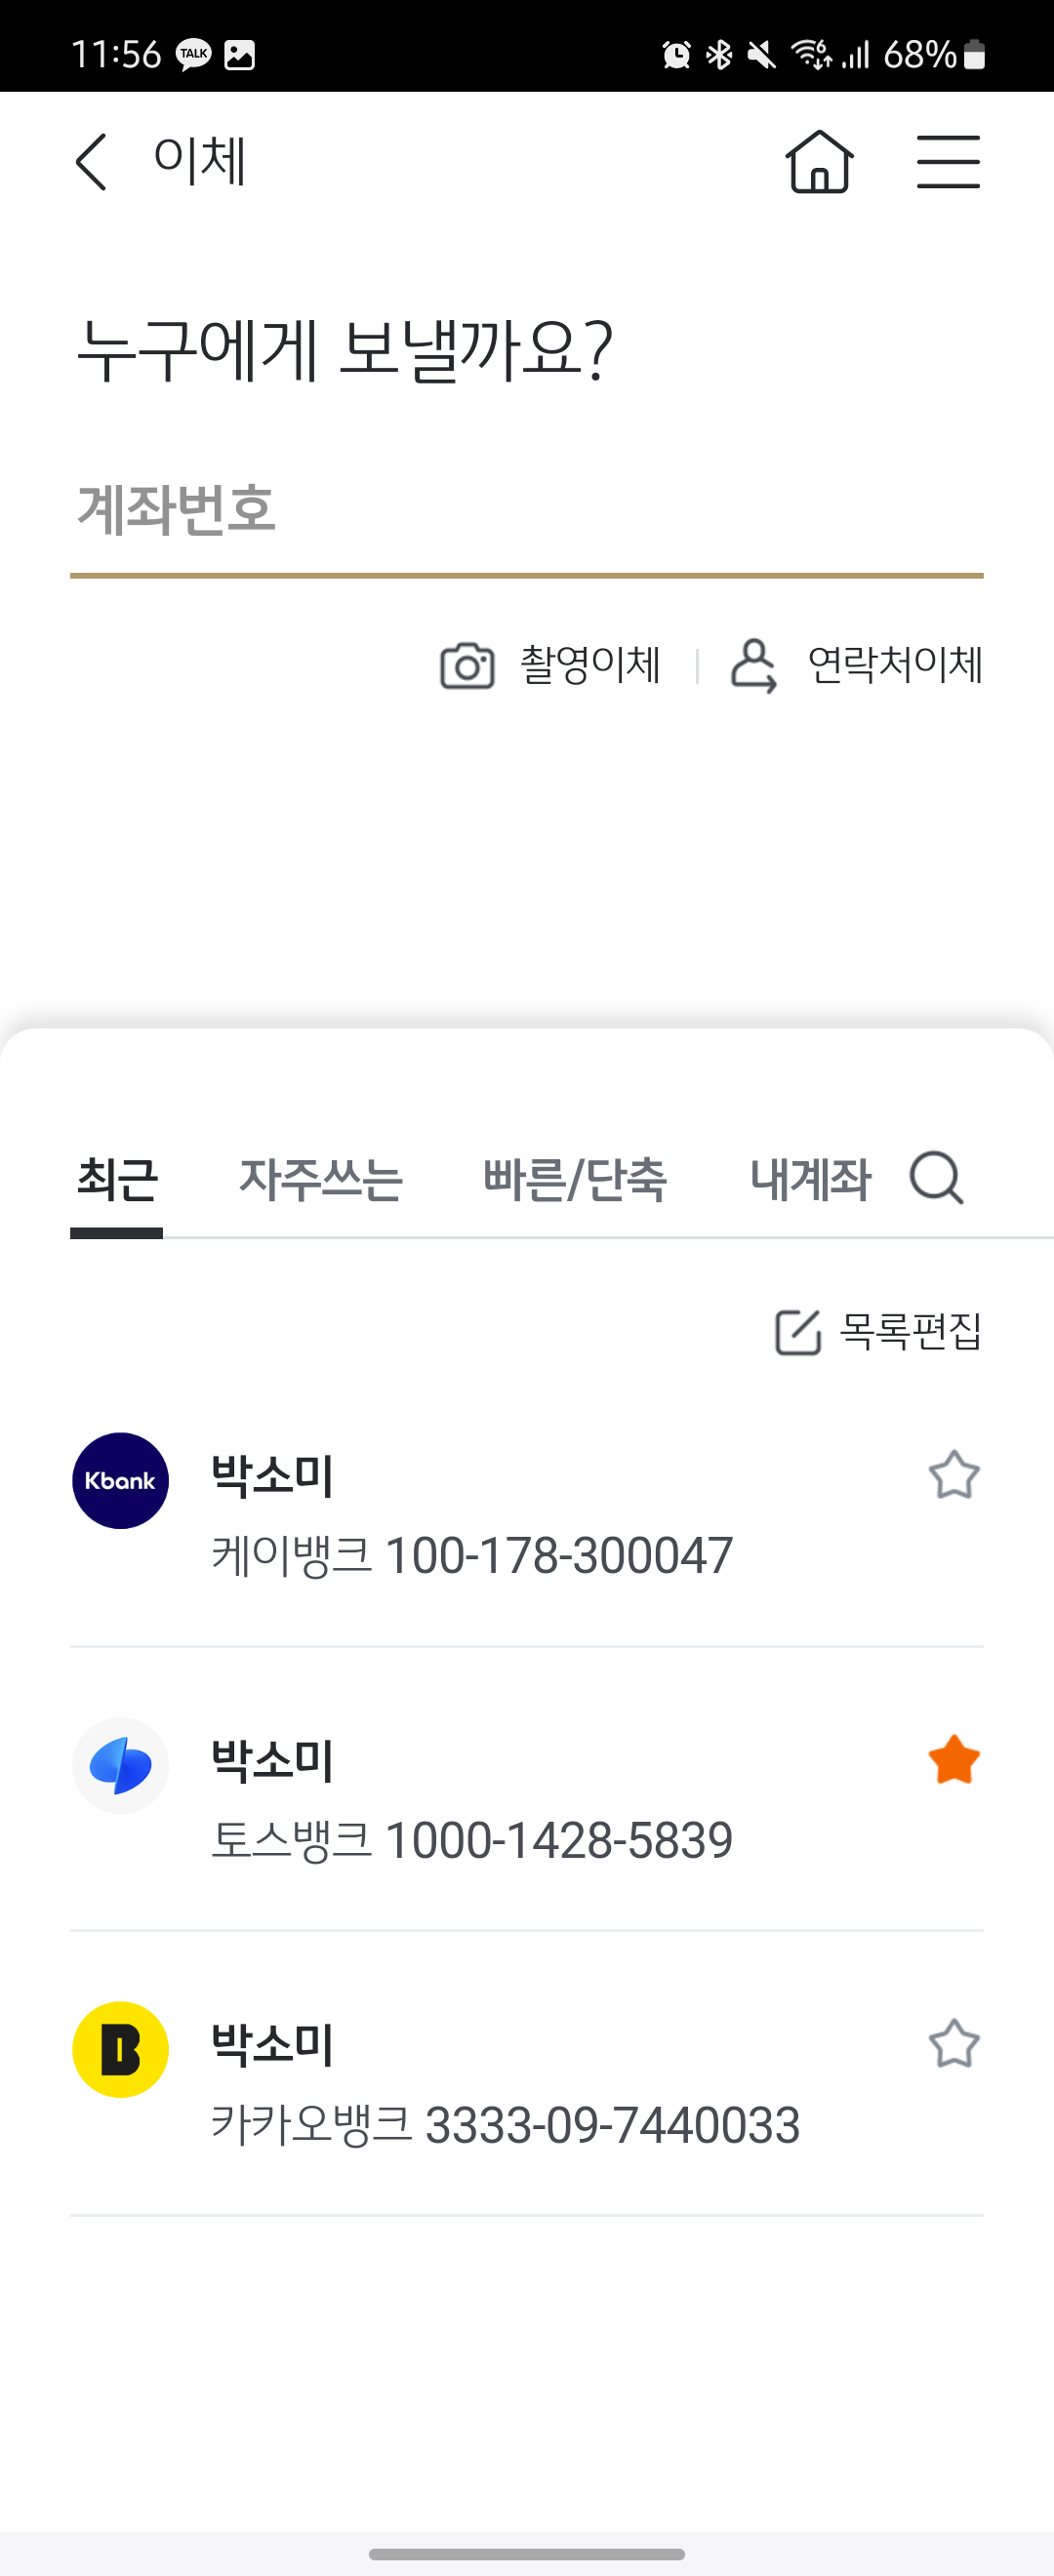 11:56 TALK 6 68%
이체
누구에게 보낼까요?
계좌번호
촬영이체 연락처이체
최근 자주쓰는 빠른/단축 내계좌
목록편집
Kbank 박소미
케이뱅크 100-178-300047
박소미
토스뱅크 1000-1428-5839
B 박소미
카카오뱅크 3333-09-7440033